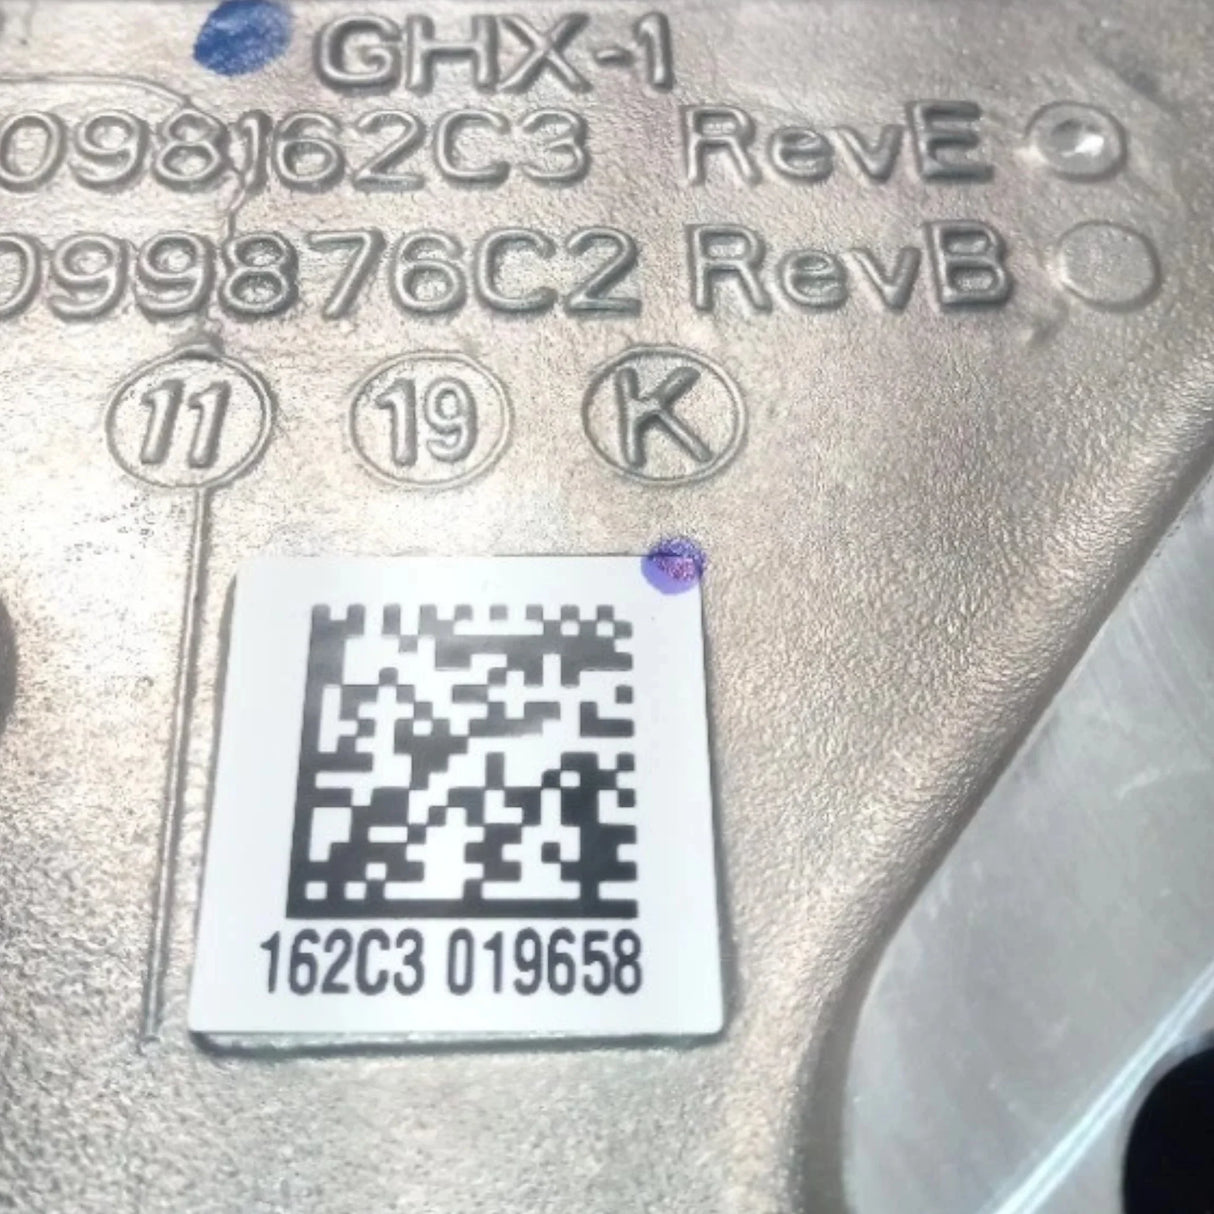 GHX-1
098162C3 RevE
099876C2 RevB
11 19 K
162C3 019658